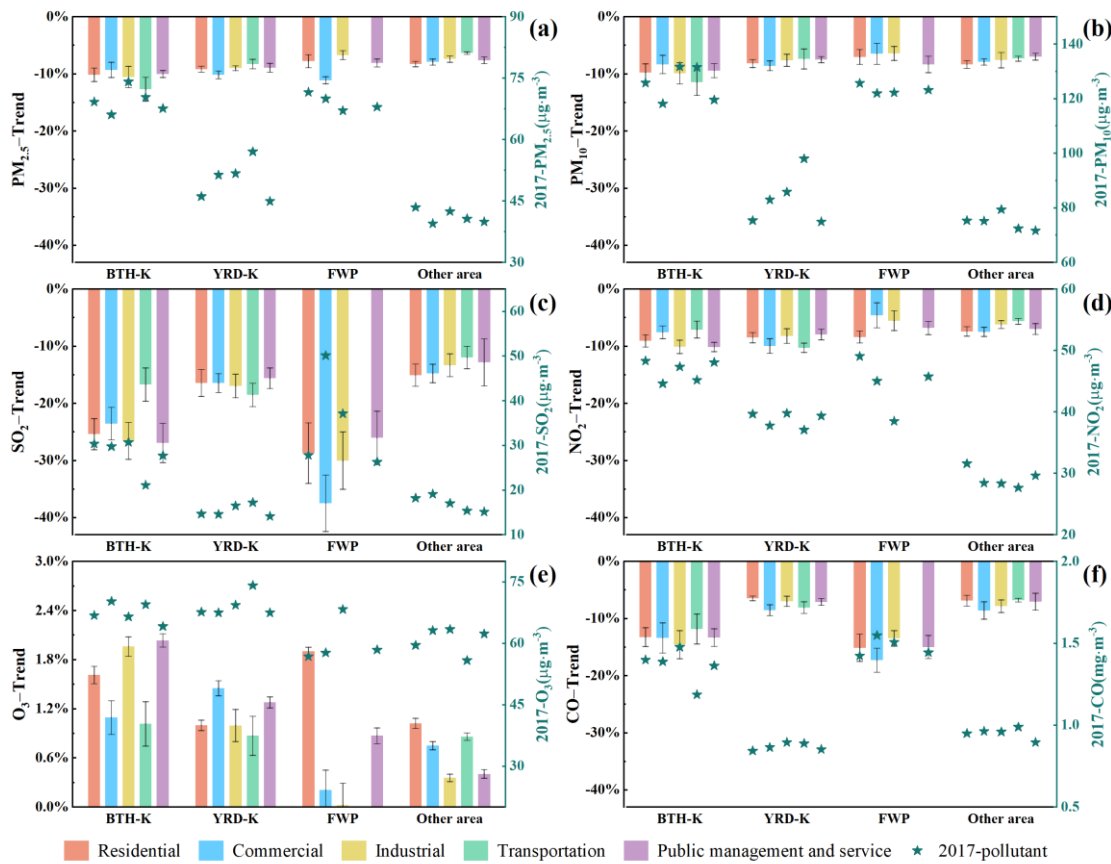 (a)
0%
-10%
-20%
-30%
-40%
PM2.5−Trend
90
75
60
45
30
2017-PM2.5(μg·m-3)
BTH-K YRD-K FWP Other area
(b)
0%
-10%
-20%
-30%
-40%
PM10−Trend
140
120
100
80
60
2017-PM10(μg·m-3)
BTH-K YRD-K FWP Other area
(c)
0%
-10%
-20%
-30%
-40%
SO2−Trend
60
50
40
30
20
10
2017-SO2(μg·m-3)
BTH-K YRD-K FWP Other area
(d)
0%
-10%
-20%
-30%
-40%
NO2−Trend
60
50
40
30
20
2017-NO2(μg·m-3)
BTH-K YRD-K FWP Other area
(e)
3.0%
2.4%
1.8%
1.2%
0.6%
0.0%
O3−Trend
75
60
45
30
2017-O3(μg·m-3)
BTH-K YRD-K FWP Other area
(f)
0%
-10%
-20%
-30%
-40%
CO−Trend
2.0
1.5
1.0
0.5
2017-CO(mg·m-3)
BTH-K YRD-K FWP Other area
Residential Commercial Industrial Transportation Public management and service 2017-pollutant